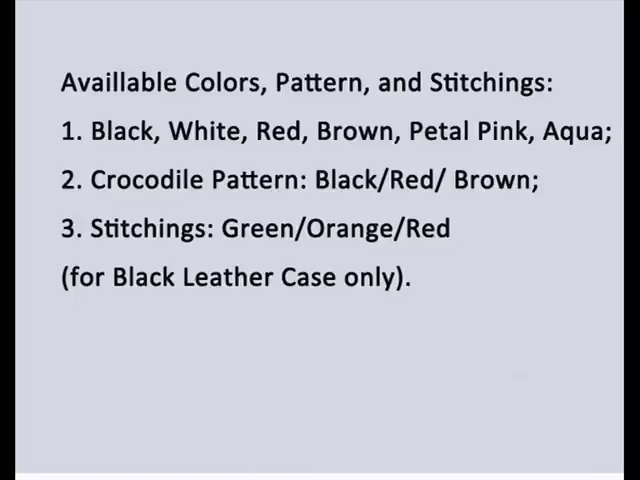 Availlable Colors, Pattern, and Stitchings:
1. Black, White, Red, Brown, Petal Pink, Aqua;
2. Crocodile Pattern: Black/Red/ Brown;
3. Stitchings: Green/Orange/Red
(for Black Leather Case only).